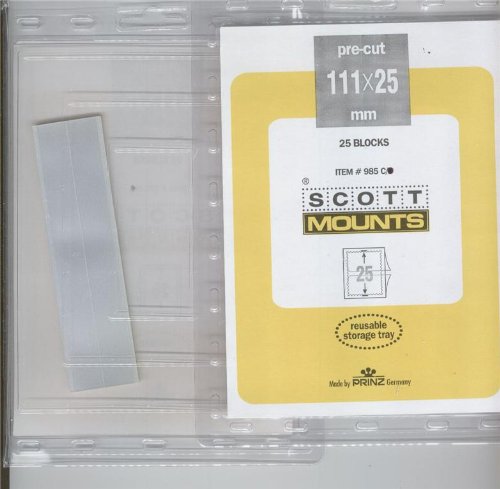 pre-cut
111x25
mm
25 BLOCKS
ITEM # 985 C/
® SCOTT
MOUNTS
25
reusable
storage tray
Made by PRINZ Germany